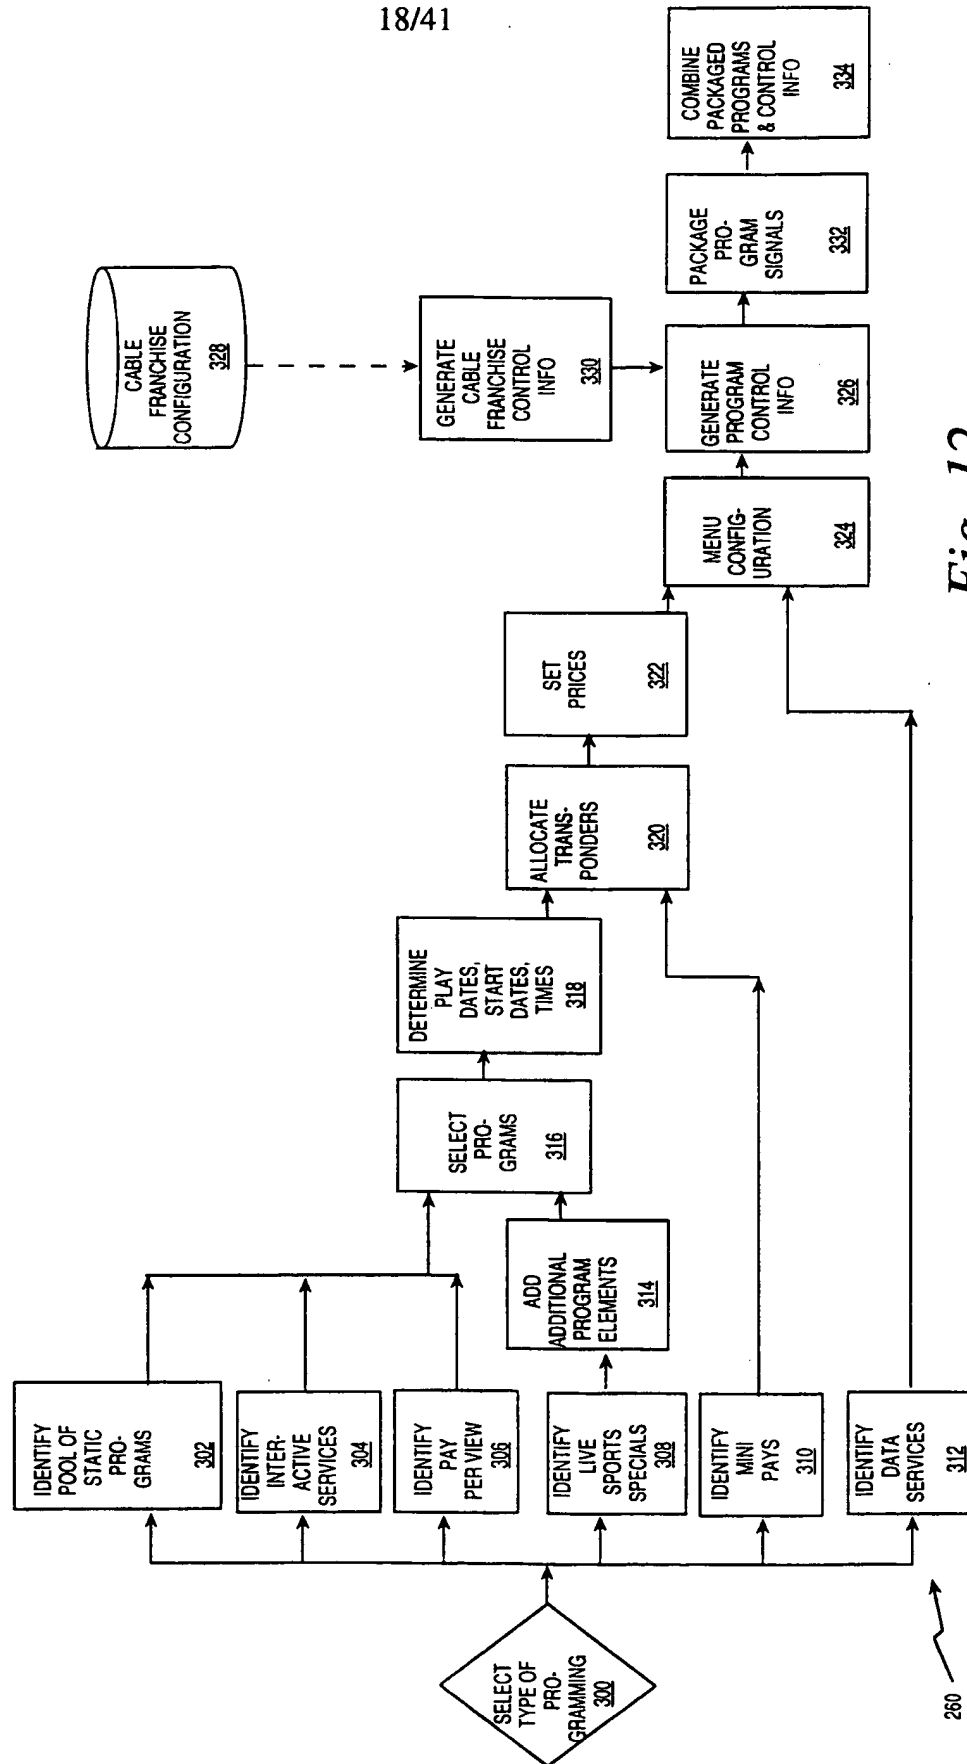 18/41
SELECT
TYPE OF
PRO-
GRAMMING
300
IDENTIFY
POOL OF
STATIC
PRO-
GRAMS
302
IDENTIFY
INTER-
ACTIVE
SERVICES
304
IDENTIFY
PAY
PER VIEW
306
IDENTIFY
LIVE
SPORTS
SPECIALS
308
IDENTIFY
MINI
PAYS
310
IDENTIFY
DATA
SERVICES
312
ADD
ADDITIONAL
PROGRAM
ELEMENTS
314
SELECT
PRO-
GRAMS
316
DETERMINE
PLAY
DATES,
START
DATES,
TIMES
318
ALLOCATE
TRANS-
PONDERS
320
SET
PRICES
322
MENU
CONFIG-
URATION
324
CABLE
FRANCHISE
CONFIGURATION
328
GENERATE
CABLE
FRANCHISE
CONTROL
INFO
330
GENERATE
PROGRAM
CONTROL
INFO
326
PACKAGE
PRO-
GRAM
SIGNALS
332
COMBINE
PACKAGED
PROGRAMS
& CONTROL
INFO
334
260
Fig. 12